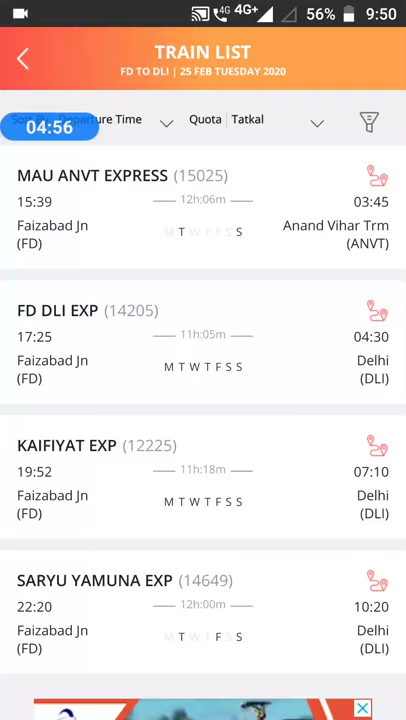 4G 4G+ 56% 9:50
TRAIN LIST
FD TO DLI | 25 FEB TUESDAY 2020
Sort By Departure Time Quota Tatkal
04:56
MAU ANVT EXPRESS (15025)
15:39 12h:06m 03:45
Faizabad Jn Anand Vihar Trm
(FD) M T W T F S S (ANVT)
FD DLI EXP (14205)
17:25 11h:05m 04:30
Faizabad Jn Delhi
(FD) M T W T F S S (DLI)
KAIFIYAT EXP (12225)
19:52 11h:18m 07:10
Faizabad Jn Delhi
(FD) M T W T F S S (DLI)
SARYU YAMUNA EXP (14649)
22:20 12h:00m 10:20
Faizabad Jn Delhi
(FD) M T W T F S S (DLI)